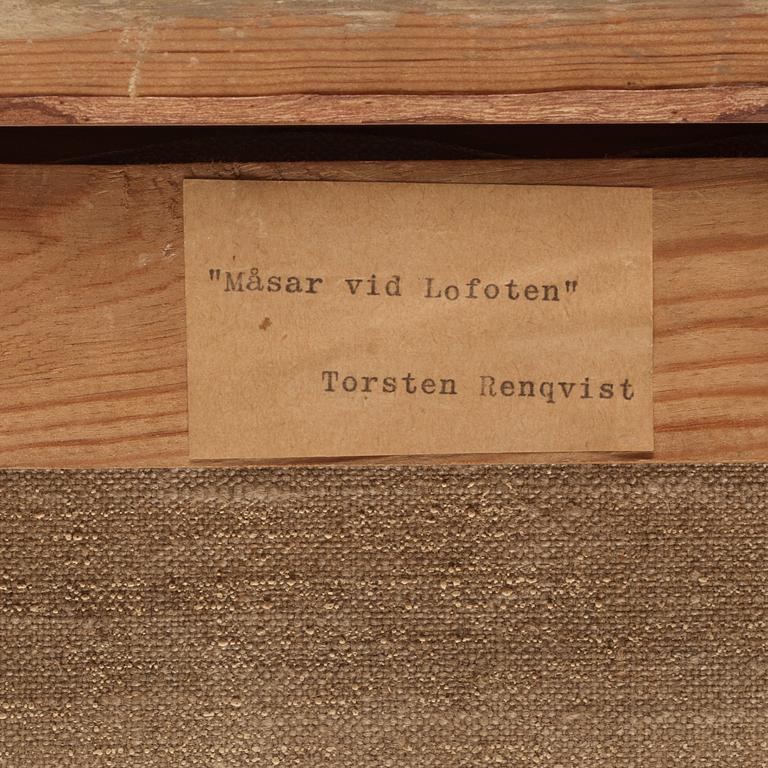 "Måsar vid Lofoten"
Torsten Renqvist